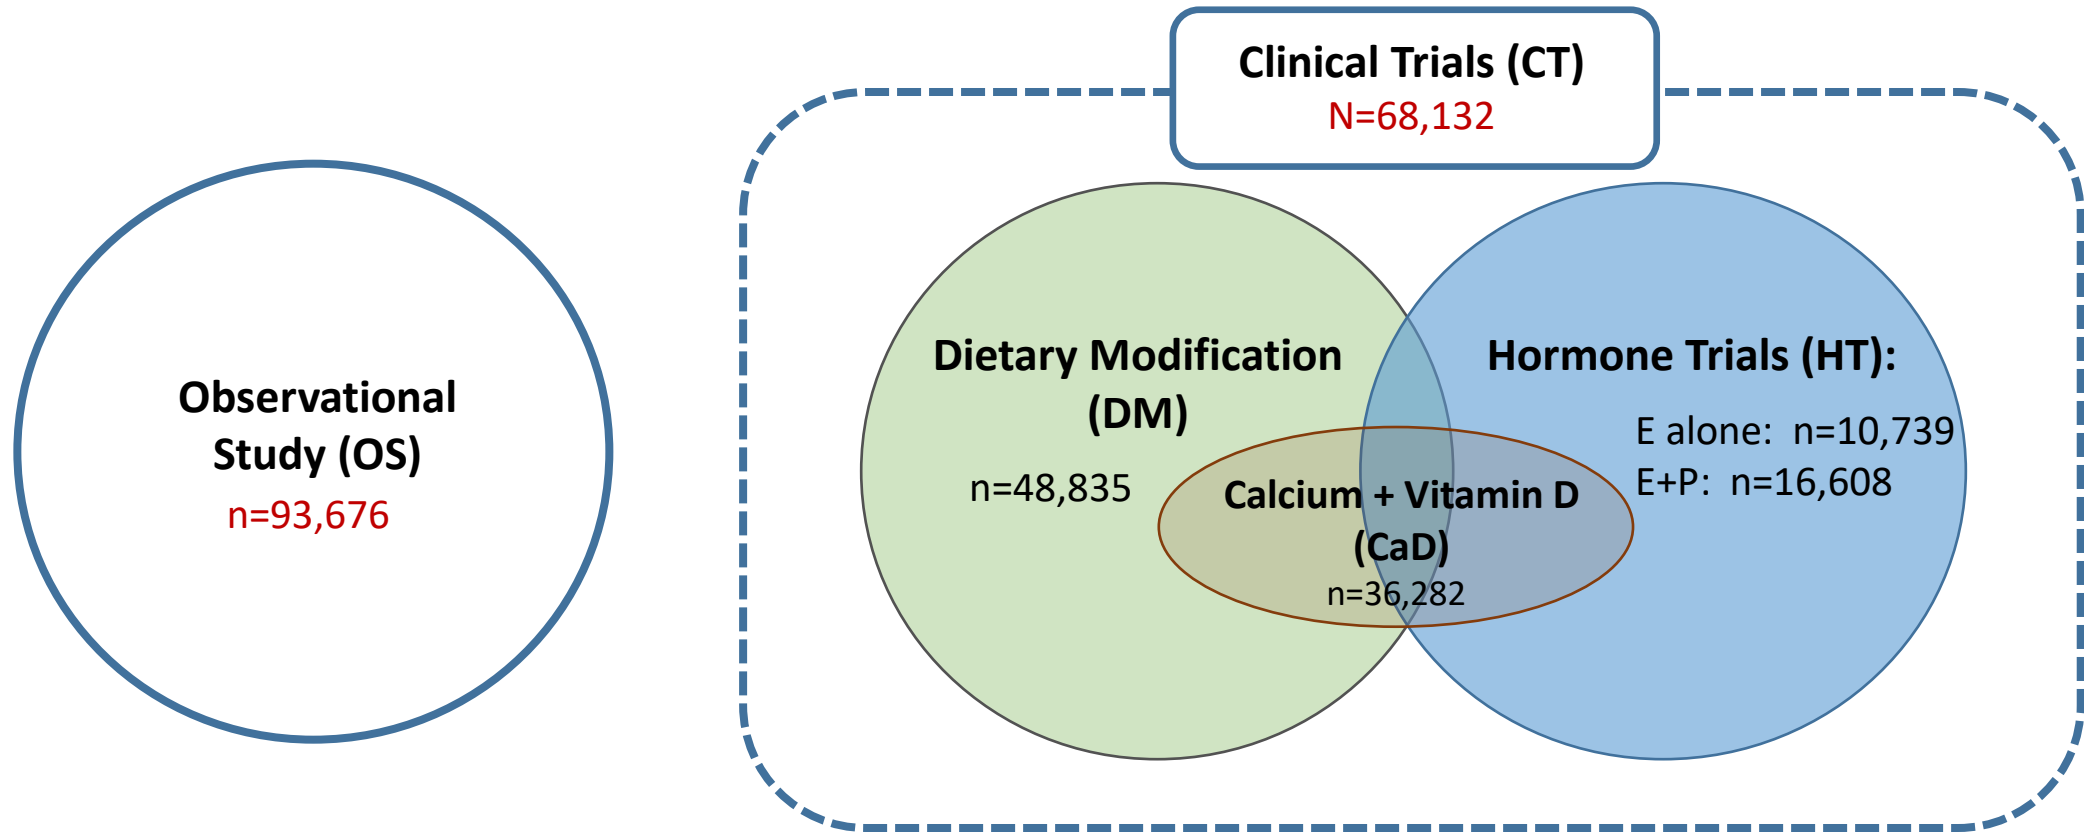 Clinical Trials (CT)
N=68,132
Observational
Study (OS)
n=93,676
Dietary Modification
(DM)
n=48,835
Hormone Trials (HT):
E alone:  n=10,739
E+P:  n=16,608
Calcium + Vitamin D
(CaD)
n=36,282